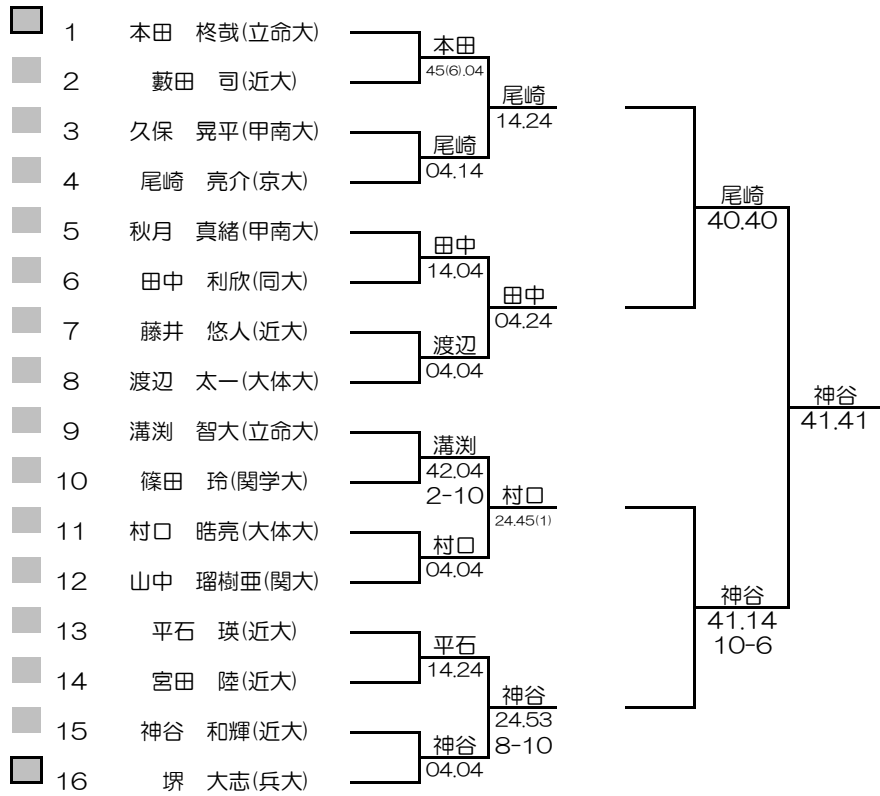 1 本田 柊哉(立命大)
2 藪田 司(近大)
3 久保 晃平(甲南大)
4 尾崎 亮介(京大)
5 秋月 真緒(甲南大)
6 田中 利欣(同大)
7 藤井 悠人(近大)
8 渡辺 太一(大体大)
9 溝渕 智大(立命大)
10 篠田 玲(関学大)
11 村口 晧亮(大体大)
12 山中 瑠樹亜(関大)
13 平石 瑛(近大)
14 宮田 陸(近大)
15 神谷 和輝(近大)
16 堺 大志(兵大)
本田
45(6).04
尾崎
04.14
田中
14.04
渡辺
04.04
溝渕
42.04
2-10
村口
04.04
平石
14.24
神谷
04.04
尾崎
14.24
田中
04.24
村口
24.45(1)
神谷
24.53
8-10
尾崎
40.40
神谷
41.14
10-6
神谷
41.41